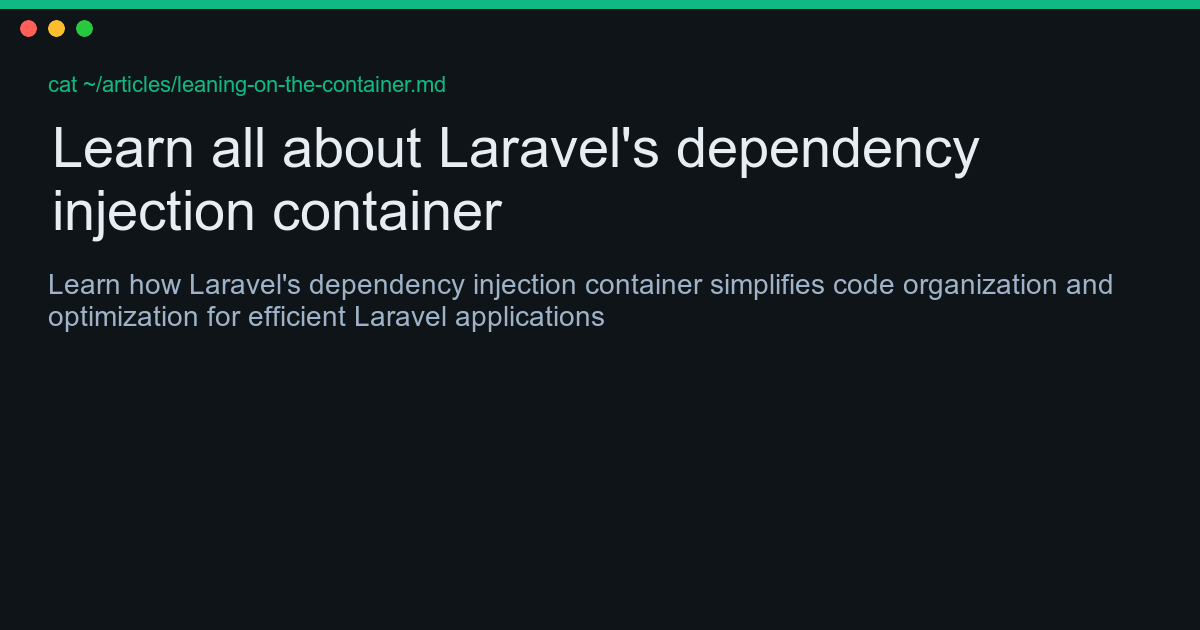 cat ~/articles/leaning-on-the-container.md
Learn all about Laravel's dependency
injection container
Learn how Laravel's dependency injection container simplifies code organization and
optimization for efficient Laravel applications